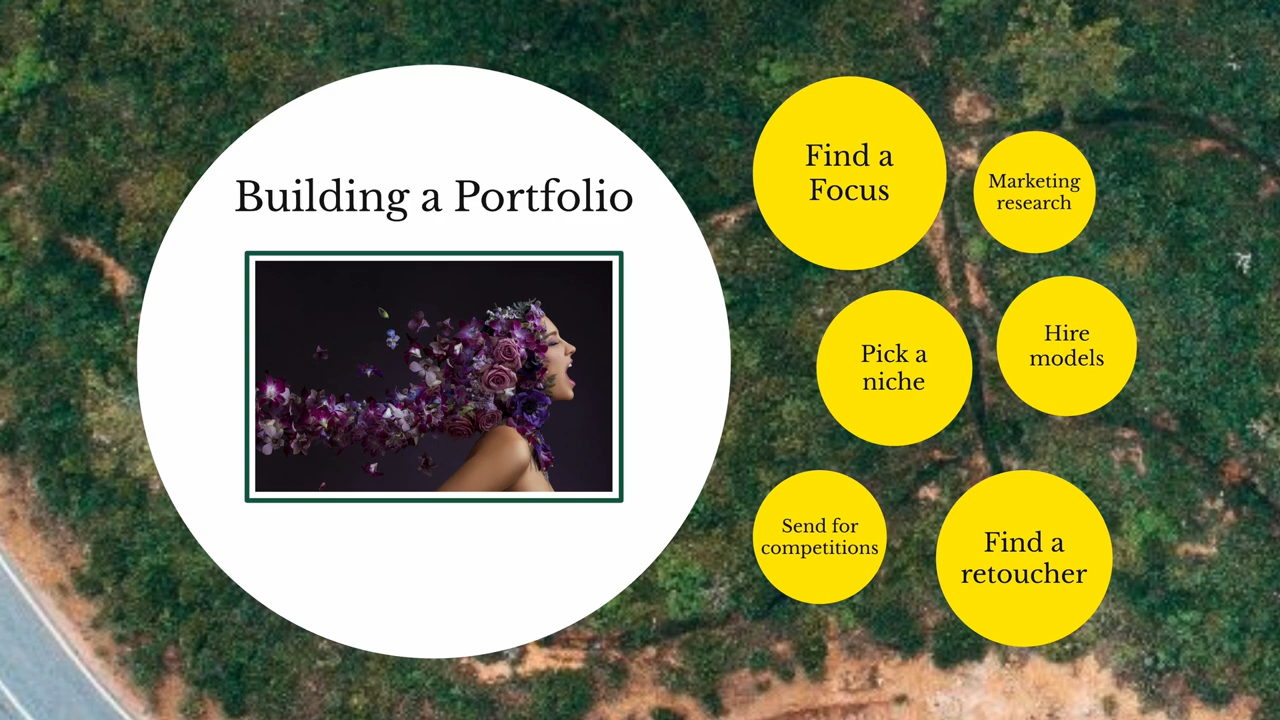 Building a Portfolio
Find a
Focus
Marketing
research
Pick a
niche
Hire
models
Send for
competitions
Find a
retoucher